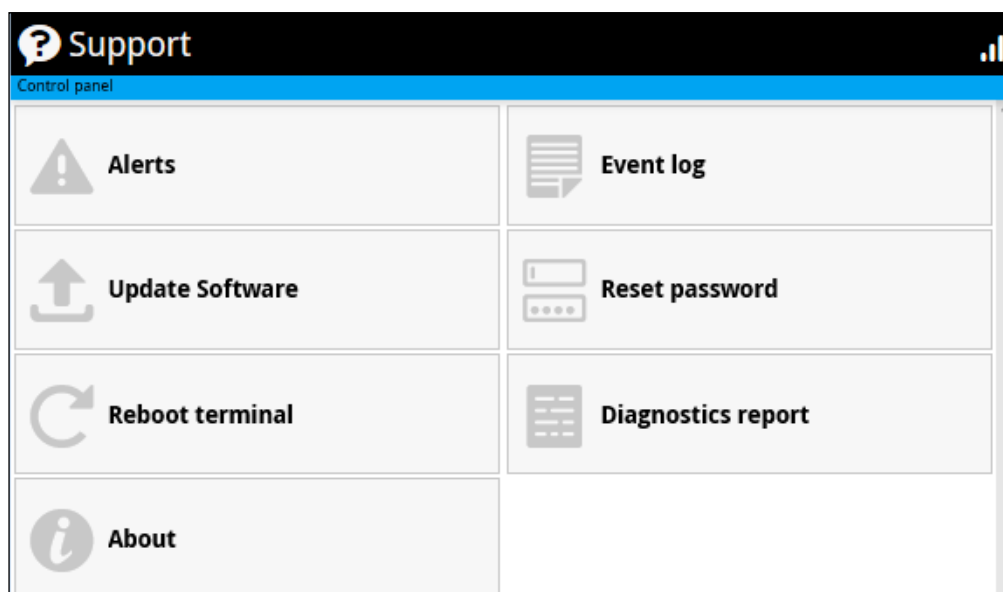 Support
Control panel
Alerts
Event log
Update Software
Reset password
Reboot terminal
Diagnostics report
About